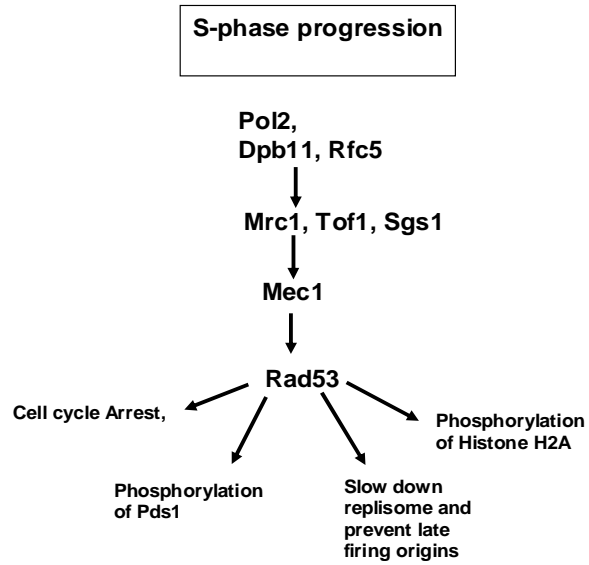 S-phase progression
Pol2,
Dpb11, Rfc5
Mrc1, Tof1, Sgs1
Mec1
Rad53
Cell cycle Arrest,
Phosphorylation
of Histone H2A
Phosphorylation
of Pds1
Slow down
replisome and
prevent late
firing origins